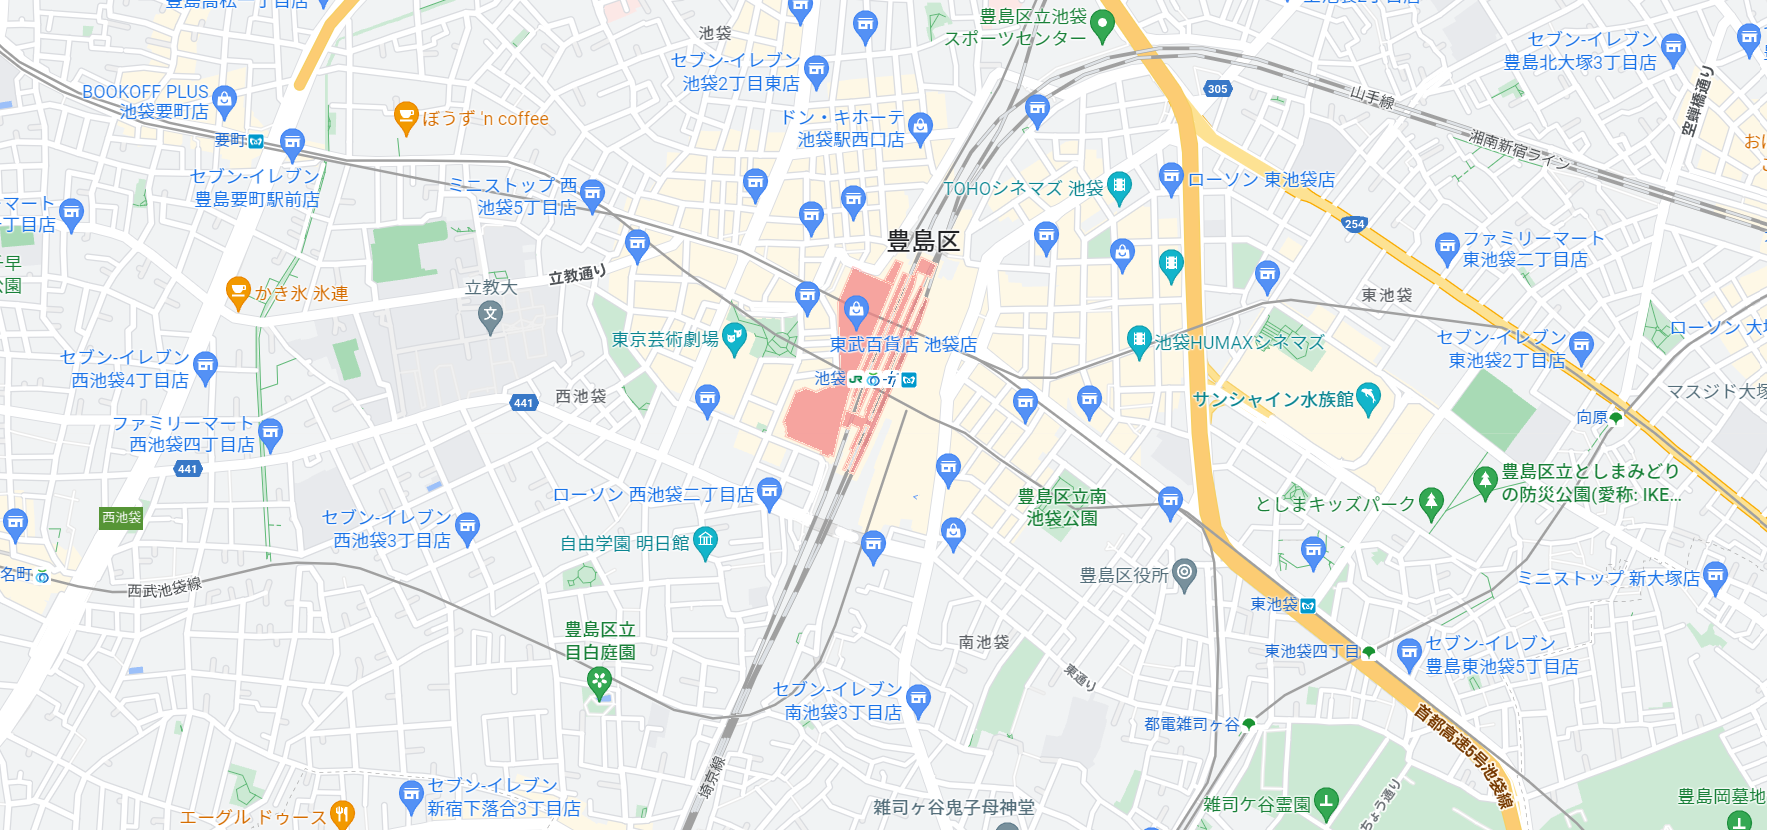 豊島高松一丁目店
池袋
豊島区立池袋
スポーツセンター
セブン-イレブン
豊島北大塚3丁目店
セブン-イレブン
池袋2丁目東店
BOOKOFF PLUS
池袋要町店
305
山手線
空蝉橋通り
ぼうず 'n coffee
ドン・キホーテ
池袋駅西口店
要町
湘南新宿ライン
おに
セブン-イレブン
豊島要町駅前店
ミニストップ 西
池袋5丁目店
TOHOシネマズ 池袋
ローソン 東池袋店
マート
丁目店
254
豊島区
ファミリーマート
東池袋二丁目店
千早
公園
立教通り
立教大
文
かき氷 氷連
東池袋
東京芸術劇場
東武百貨店 池袋店
池袋HUMAXシネマズ
セブン-イレブン
東池袋2丁目店
ローソン 大塚
セブン-イレブン
西池袋4丁目店
池袋
JR
441
西池袋
サンシャイン水族館
マスジド大塚
向原
ファミリーマート
西池袋四丁目店
441
豊島区立としまみどり
の防災公園(愛称: IKE...
ローソン 西池袋二丁目店
豊島区立南
池袋公園
としまキッズパーク
西池袋
セブン-イレブン
西池袋3丁目店
自由学園 明日館
豊島区役所
ミニストップ 新大塚店
名町
西武池袋線
東池袋
豊島区立
目白庭園
南池袋
東通り
東池袋四丁目
セブン-イレブン
豊島東池袋5丁目店
セブン-イレブン
南池袋3丁目店
都電雑司ヶ谷
首都高速5号池袋線
埼京線
セブン-イレブン
新宿下落合3丁目店
エーグル ドゥース
雑司ヶ谷鬼子母神堂
雑司ケ谷霊園
ちょう通り
豊島岡墓地